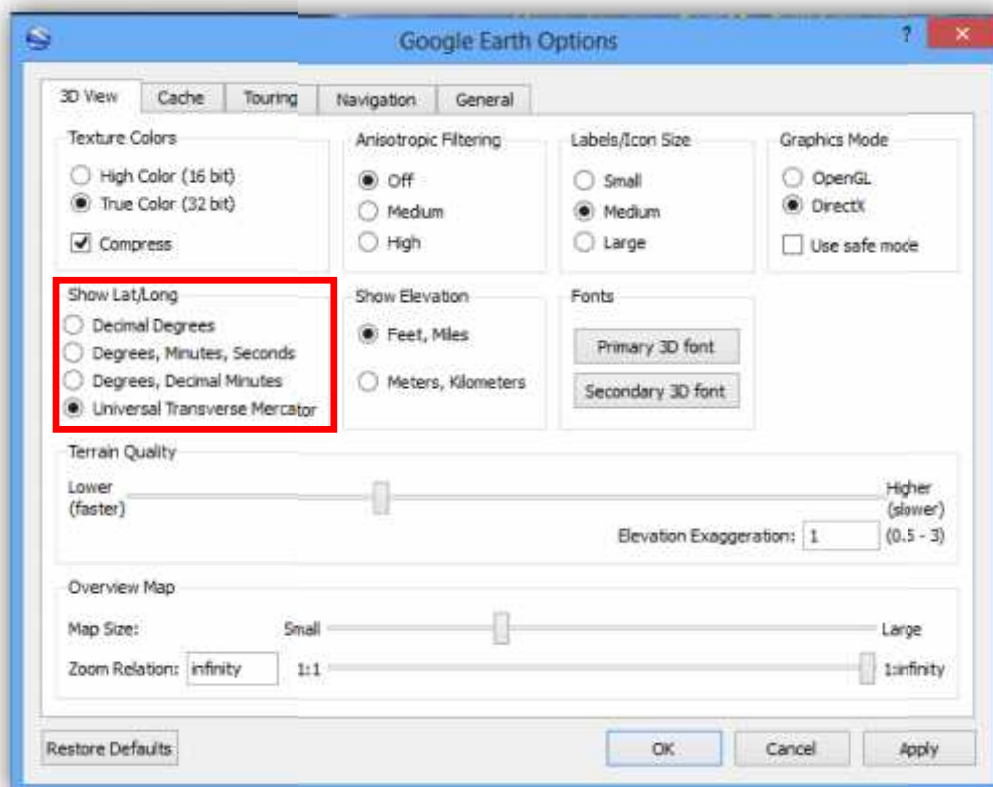 Google Earth Options
?
3D View Cache Touring Navigation General
Texture Colors
High Color (16 bit)
True Color (32 bit)
Compress
Anisotropic Filtering
Off
Medium
High
Labels/Icon Size
Small
Medium
Large
Graphics Mode
OpenGL
DirectX
Use safe mode
Show Lat/Long
Decimal Degrees
Degrees, Minutes, Seconds
Degrees, Decimal Minutes
Universal Transverse Mercator
Show Elevation
Feet, Miles
Meters, Kilometers
Fonts
Primary 3D font
Secondary 3D font
Terrain Quality
Lower
(faster)
Higher
(slower)
Elevation Exaggeration: 1 (0.5 - 3)
Overview Map
Map Size: Small Large
Zoom Relation: infinity 1:1 1:infinity
Restore Defaults OK Cancel Apply